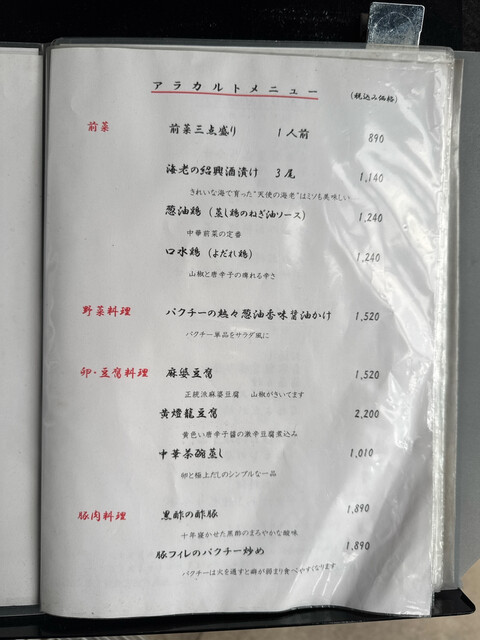 アラカルトメニュー
(税込み価格)
前菜 前菜三点盛り 1人前 890
海老の紹興酒漬け 3尾 1,140
きれいな海で育った"天使の海老"はミソも美味しい
葱油鶏(蒸し鶏のねぎ油ソース) 1,240
中華前菜の定番
口水鶏(よだれ鶏) 1,240
山椒と唐辛子の痺れる辛さ
野菜料理 パクチーの熱々葱油香味醤油かけ 1,520
パクチー単品をサラダ風に
卵・豆腐料理 麻婆豆腐 1,520
正統派麻婆豆腐 山椒がきいてます
黄燈籠豆腐 2,200
黄色い唐辛子醤の激辛豆腐煮込み
中華茶碗蒸し 1,010
卵と極上だしのシンプルな一品
豚肉料理 黒酢の酢豚 1,890
十年寝かせた黒酢のまろやかな酸味
豚フィレのパクチー炒め 1,890
パクチーは火を通すと癖が弱まり食べやすくなります